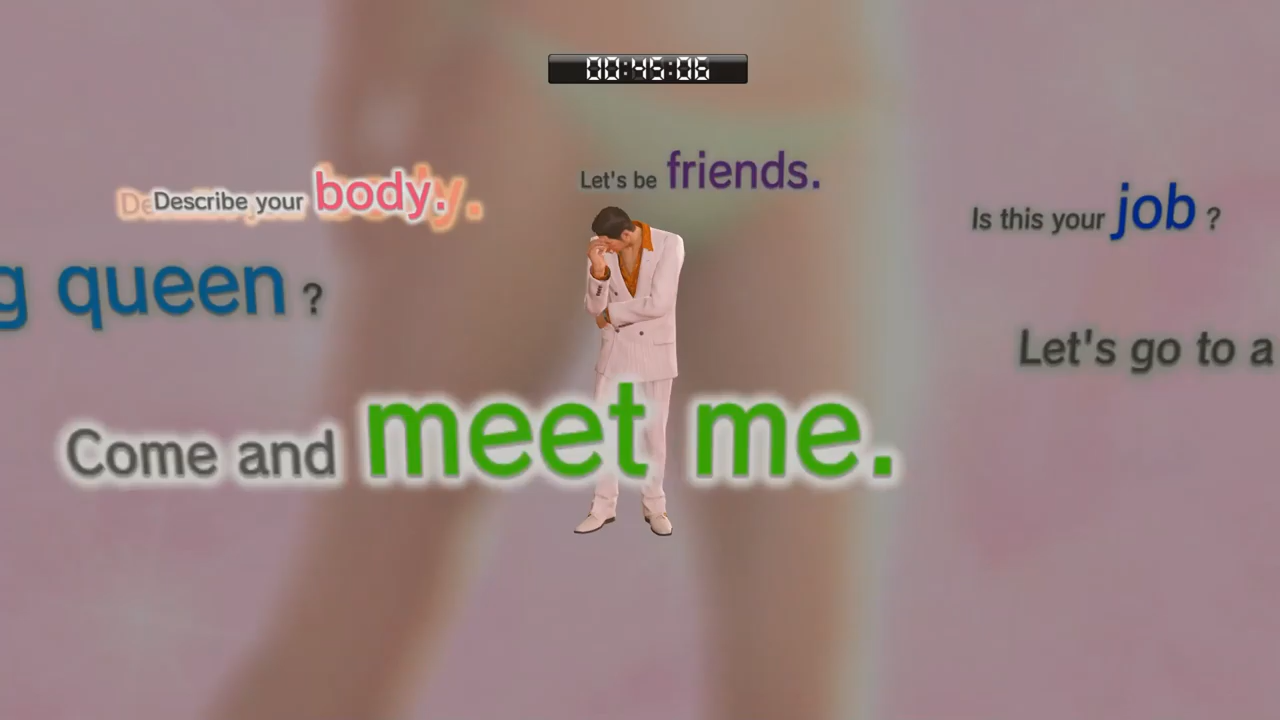 00:45:06
Let's be friends.
Describe your body.
Is this your job ?
g queen ?
Let's go to a
Come and meet me.